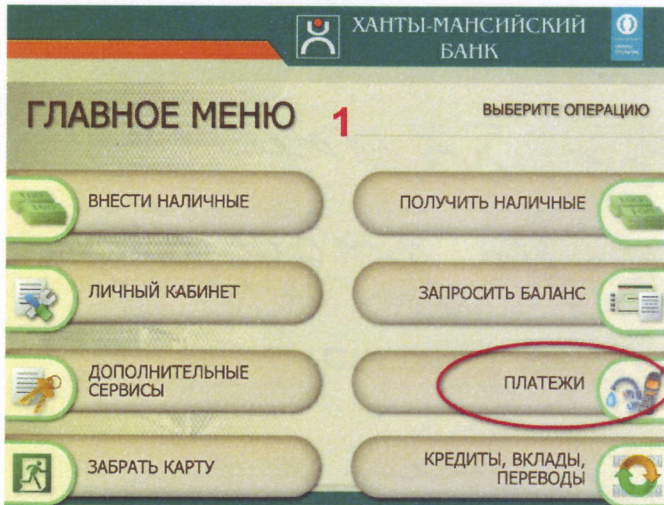 ХАНТЫ-МАНСИЙСКИЙ
БАНК
ГЛАВНОЕ МЕНЮ
1
ВЫБЕРИТЕ ОПЕРАЦИЮ
ВНЕСТИ НАЛИЧНЫЕ
ПОЛУЧИТЬ НАЛИЧНЫЕ
ЛИЧНЫЙ КАБИНЕТ
ЗАПРОСИТЬ БАЛАНС
ДОПОЛНИТЕЛЬНЫЕ
СЕРВИСЫ
ПЛАТЕЖИ
ЗАБРАТЬ КАРТУ
КРЕДИТЫ, ВКЛАДЫ,
ПЕРЕВОДЫ